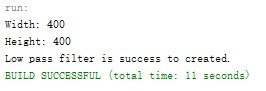 run:
Width: 400
Height: 400
Low pass filter is success to created.
BUILD SUCCESSFUL (total time: 11 seconds)